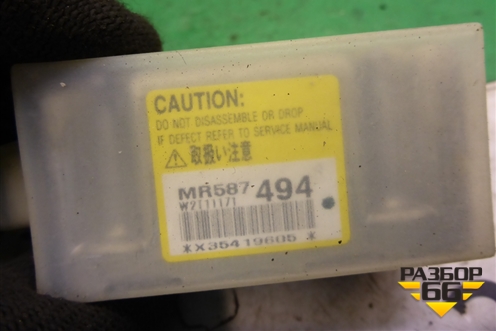 CAUTION:
DO NOT DISASSEMBLE OR DROP
IF DEFECT REFER TO SERVICE MANUAL
取扱い注意
MR587 494
W2T11171
*X35419605*
РАЗБОР
66